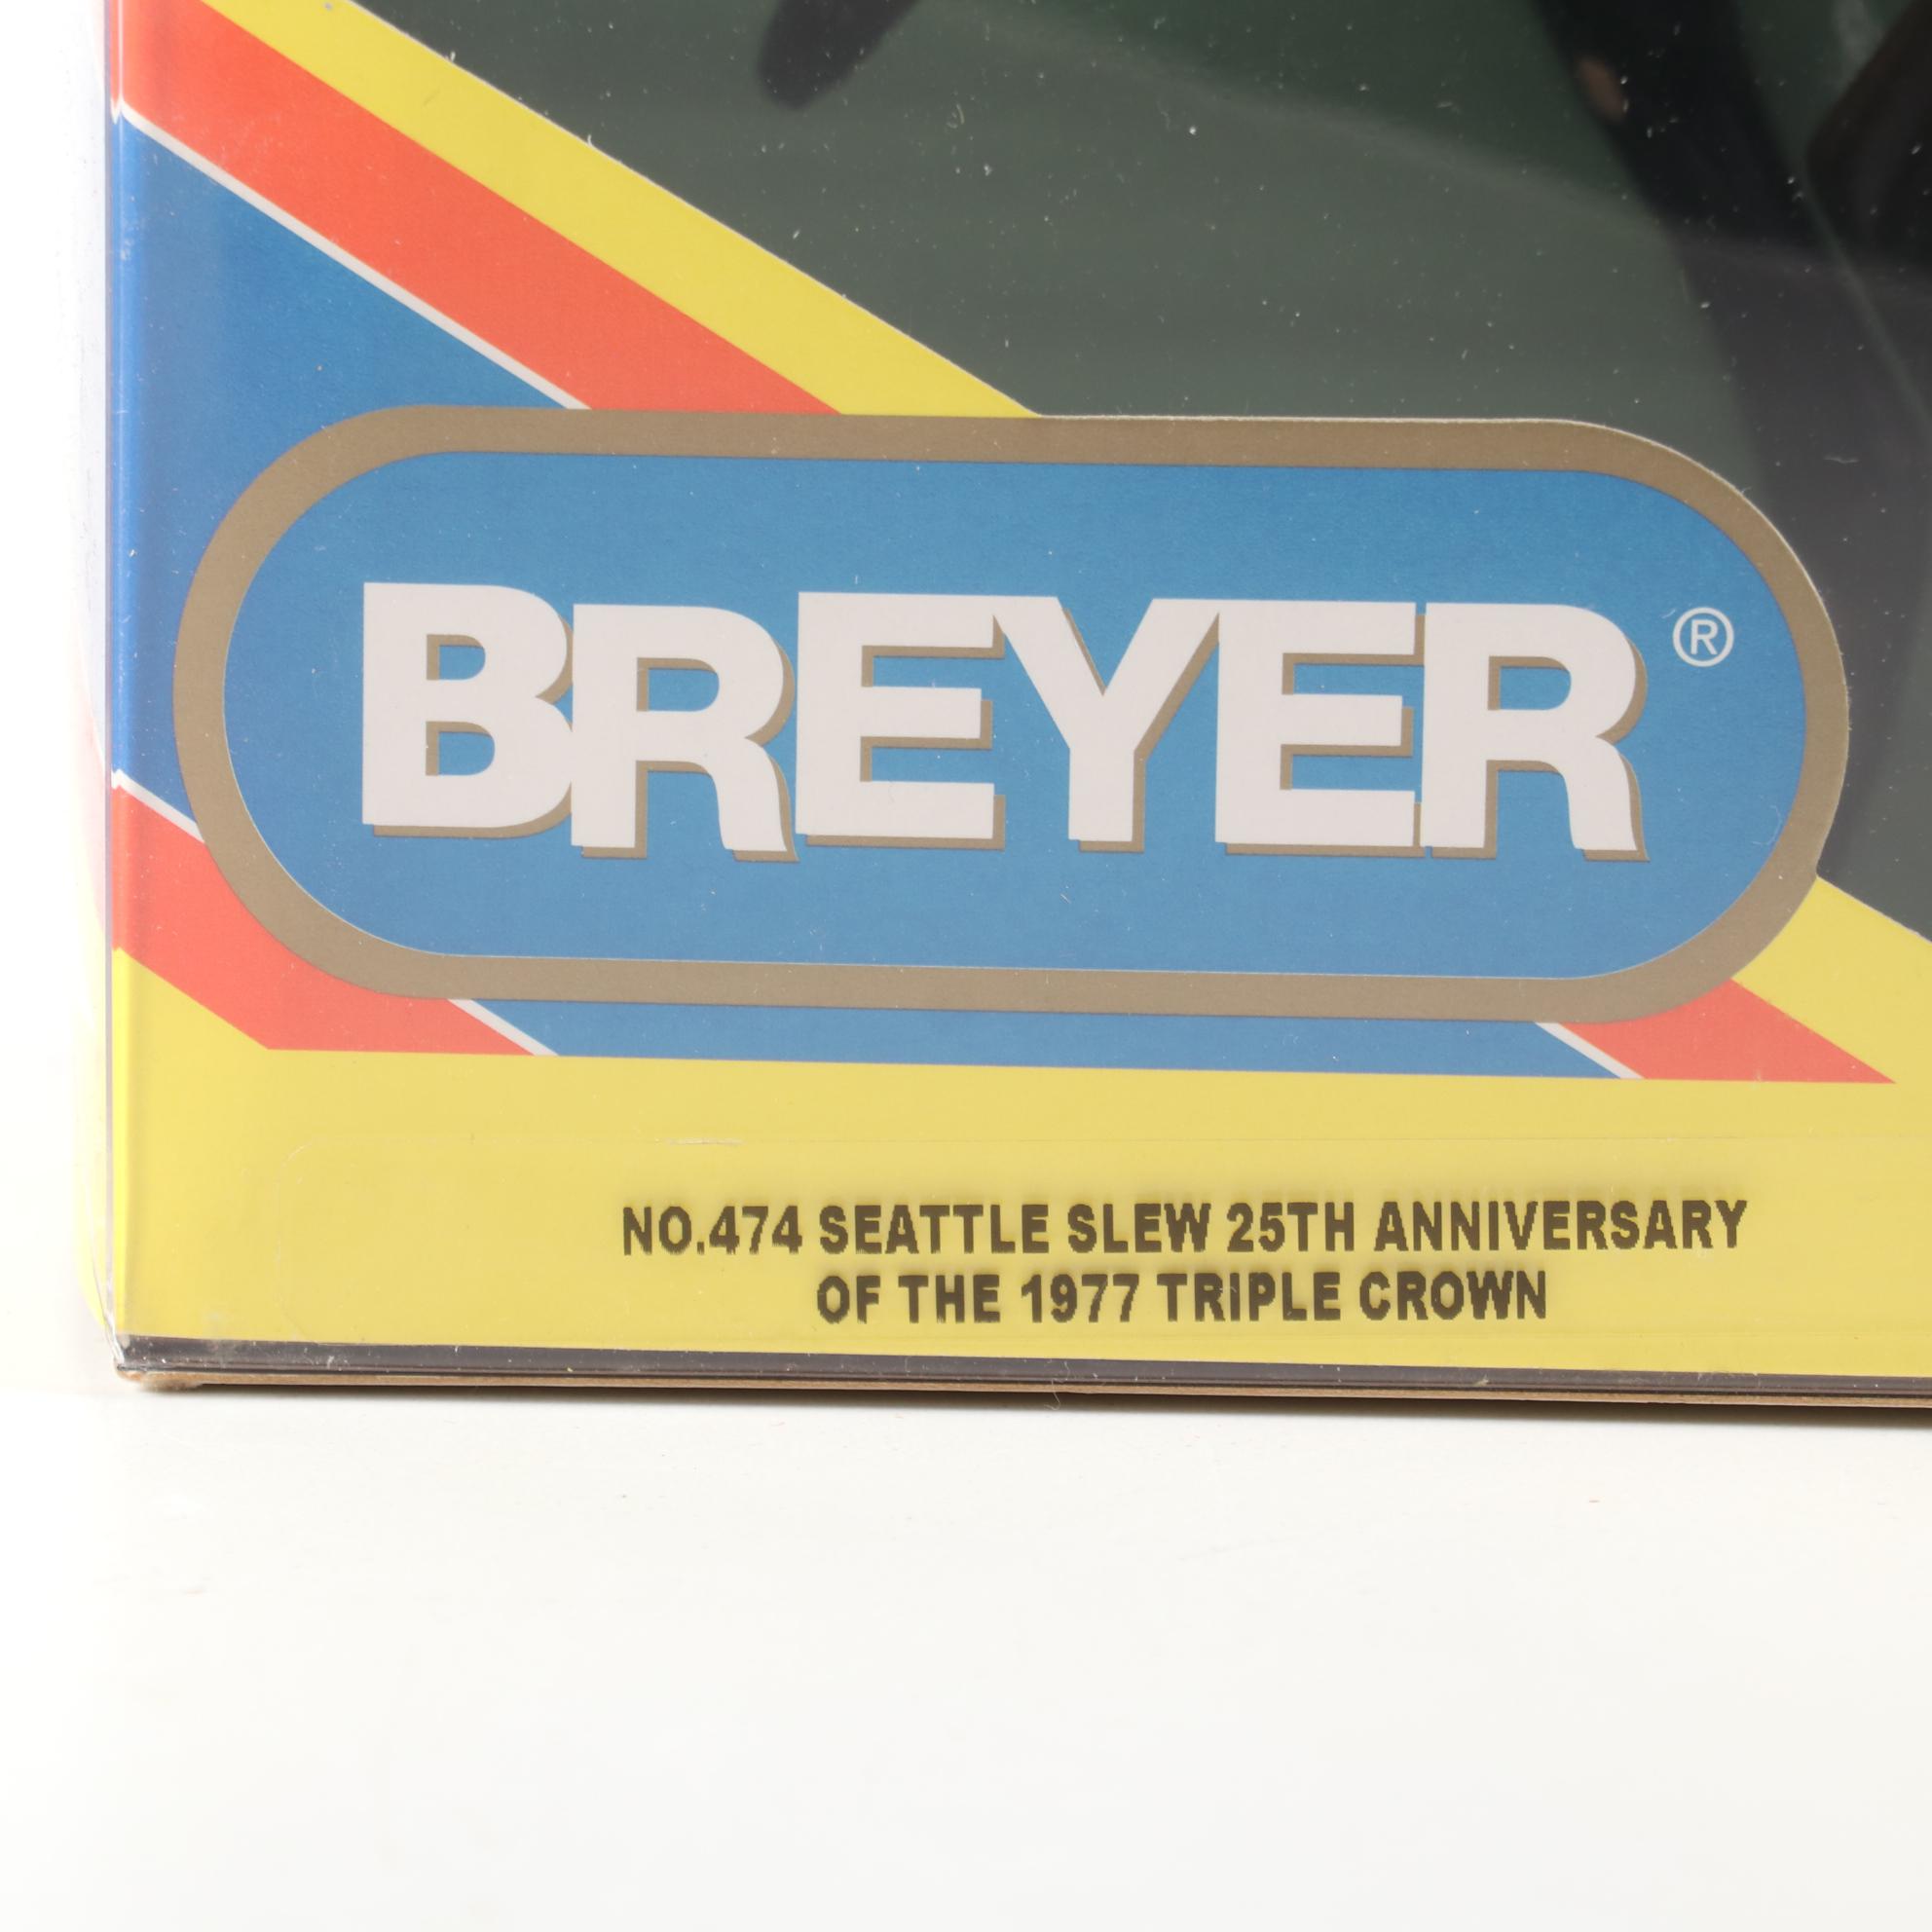 BREYER®
NO.474 SEATTLE SLEW 25TH ANNIVERSARY
OF THE 1977 TRIPLE CROWN